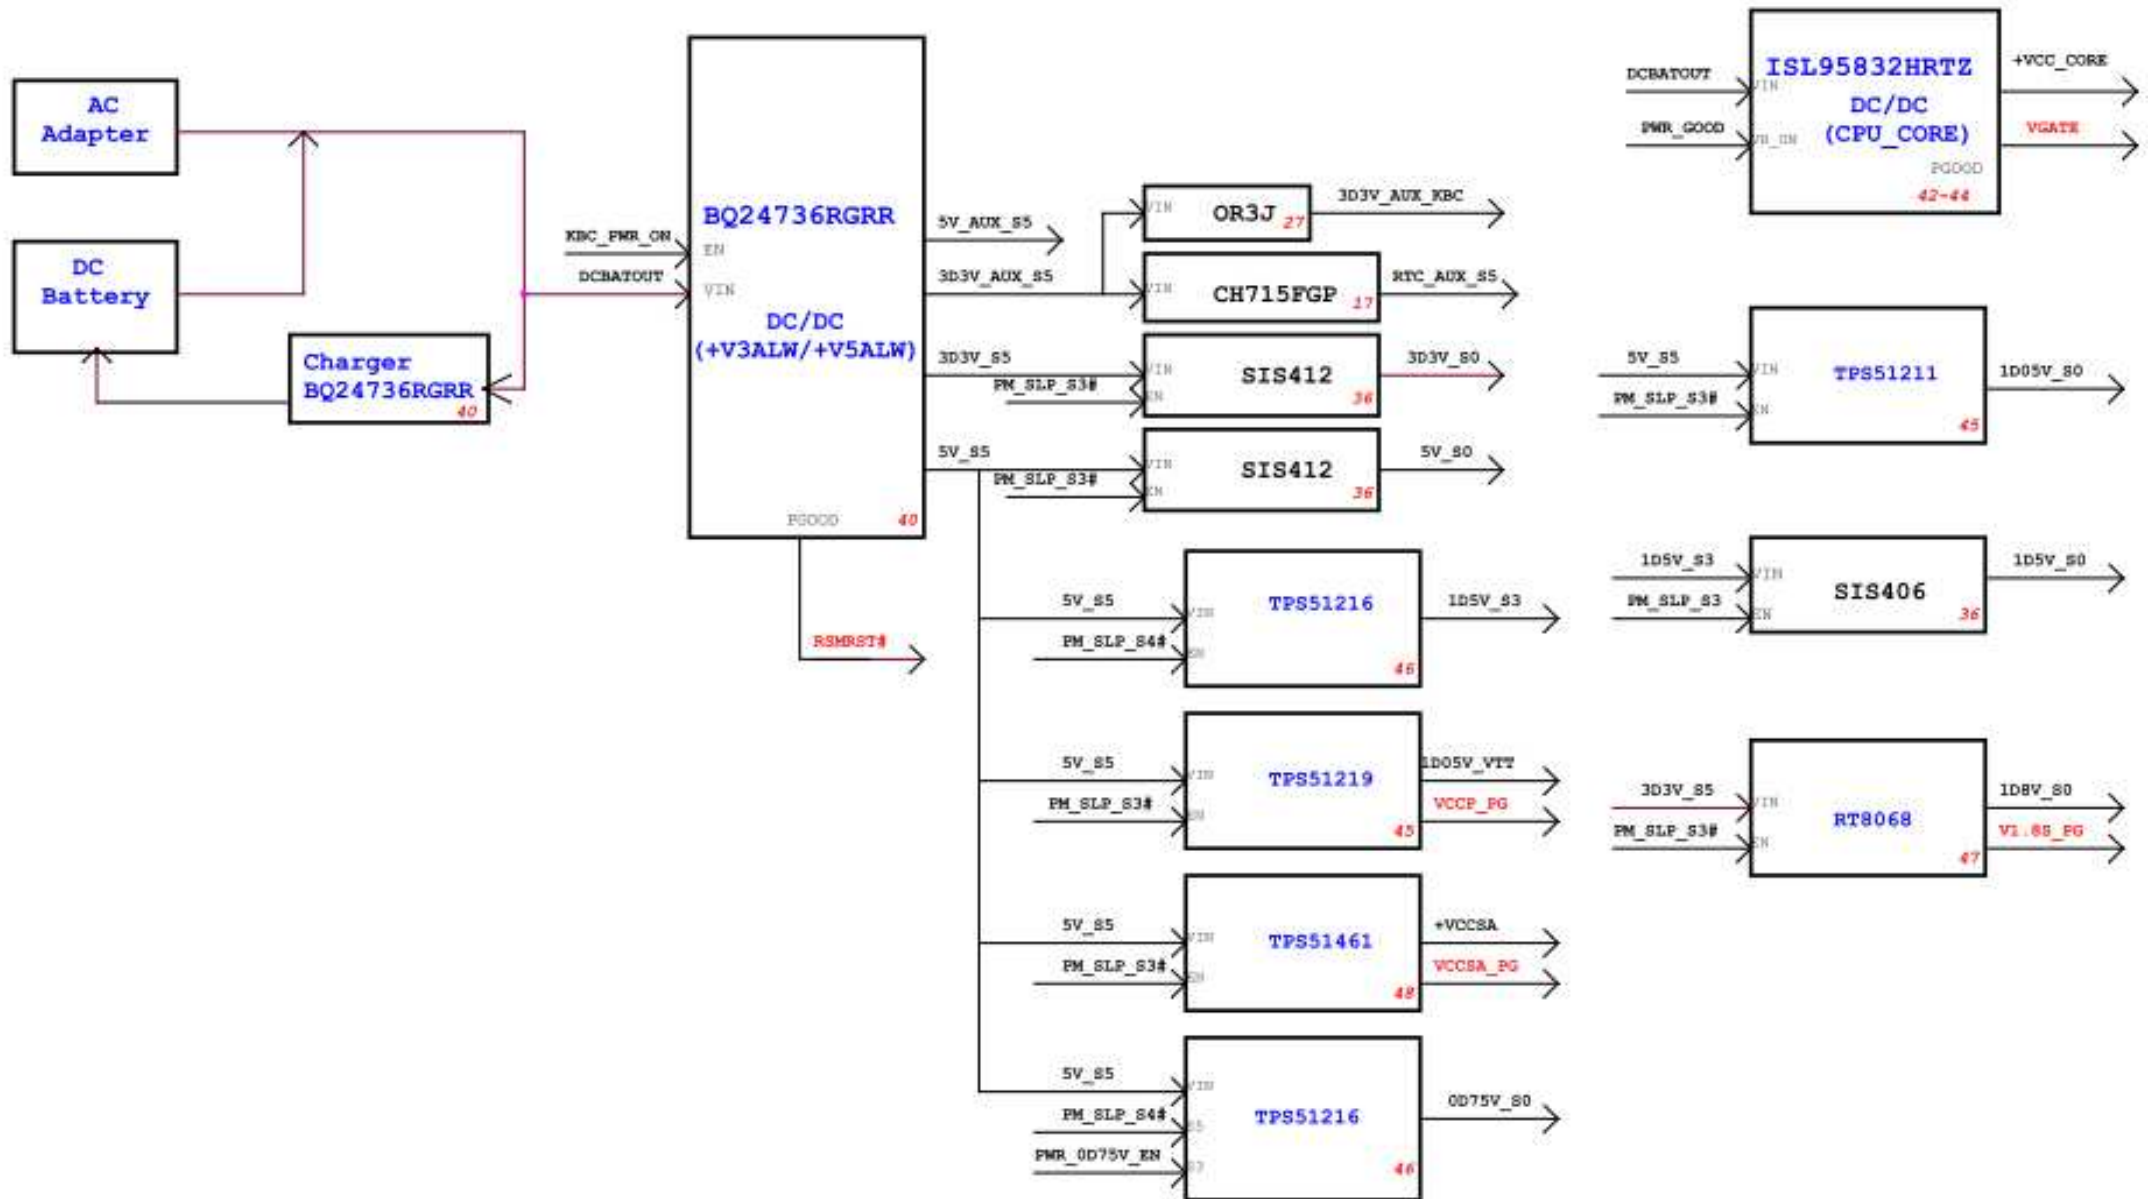 AC
Adapter
DC
Battery
Charger
BQ24736RGRR
40
KBC_PWR_ON
DCBATOUT
BQ24736RGRR
EN
VIN
DC/DC
(+V3ALW/+V5ALW)
PGOOD
40
RSMRST#
5V_AUX_S5
3D3V_AUX_S5
3D3V_S5
PM_SLP_S3#
5V_S5
PM_SLP_S3#
VIN
OR3J
27
3D3V_AUX_KBC
VIN
CH715FGP
17
RTC_AUX_S5
VIN
EN
SIS412
36
3D3V_S0
VIN
EN
SIS412
36
5V_S0
5V_S5
PM_SLP_S4#
VIN
EN
TPS51216
46
1D5V_S3
5V_S5
PM_SLP_S3#
VIN
EN
TPS51219
45
1D05V_VTT
VCCP_PG
5V_S5
PM_SLP_S3#
VIN
EN
TPS51461
48
+VCCSA
VCCSA_PG
5V_S5
PM_SLP_S4#
PWR_0D75V_EN
VIN
S5
S3
TPS51216
46
0D75V_S0
DCBATOUT
PWR_GOOD
ISL95832HRTZ
VIN
DC/DC
(CPU_CORE)
VR_ON
PGOOD
42-44
+VCC_CORE
VGATE
5V_S5
PM_SLP_S3#
VIN
EN
TPS51211
45
1D05V_S0
1D5V_S3
PM_SLP_S3
VIN
EN
SIS406
36
1D5V_S0
3D3V_S5
PM_SLP_S3#
VIN
EN
RT8068
47
1D8V_S0
V1.8S_PG